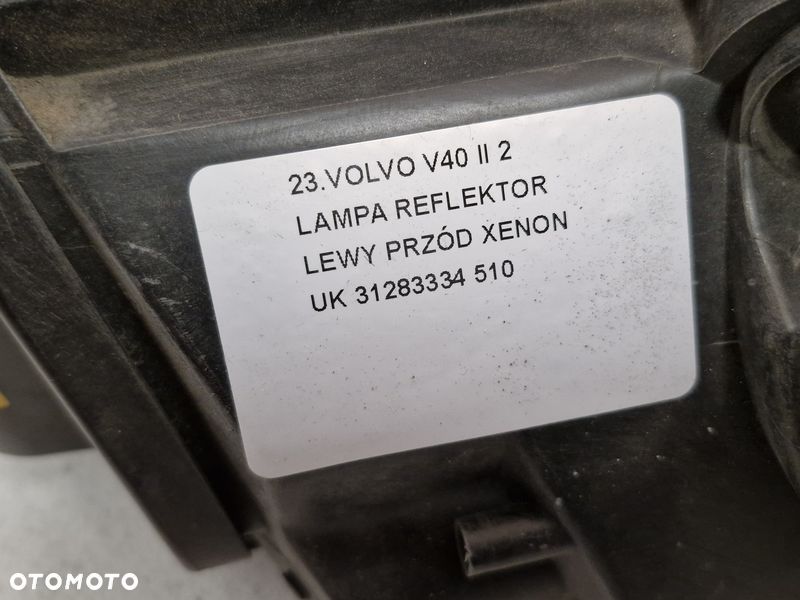 23.VOLVO V40 II 2
LAMPA REFLEKTOR
LEWY PRZÓD XENON
UK 31283334 510
OTOMOTO